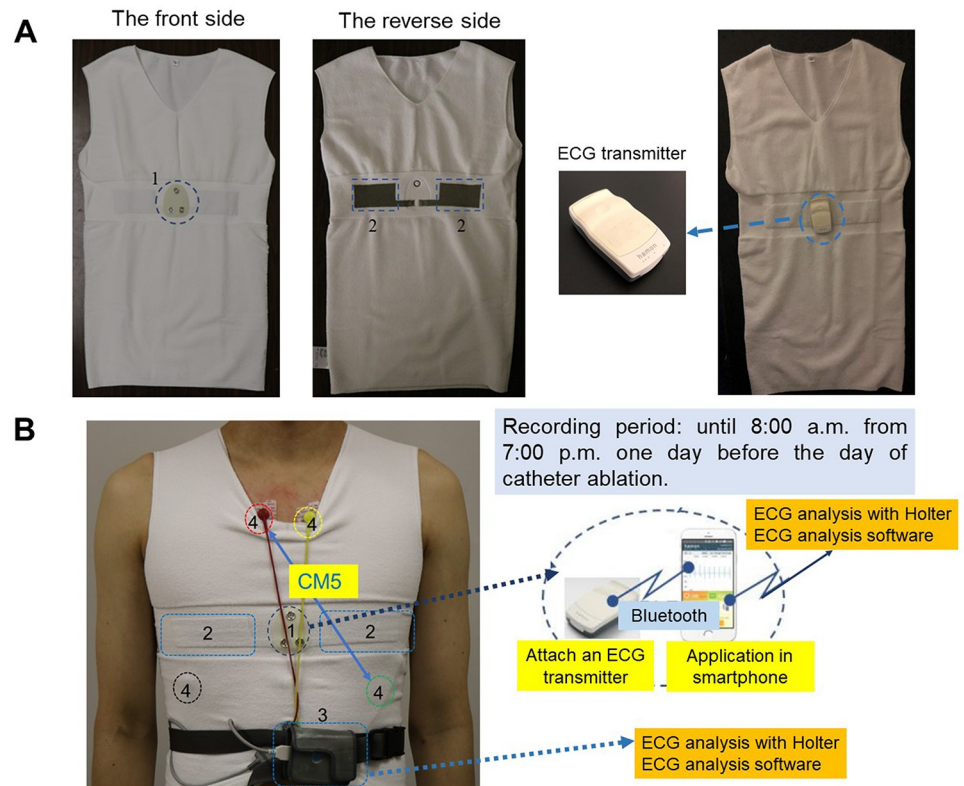 A
The front side
The reverse side
1
2
2
ECG transmitter
haman
B
Recording period: until 8:00 a.m. from
7:00 p.m. one day before the day of
catheter ablation.
4
4
CM5
2
1
2
4
4
3
ECG analysis with Holter
ECG analysis software
Bluetooth
Attach an ECG
transmitter
Application in
smartphone
ECG analysis with Holter
ECG analysis software